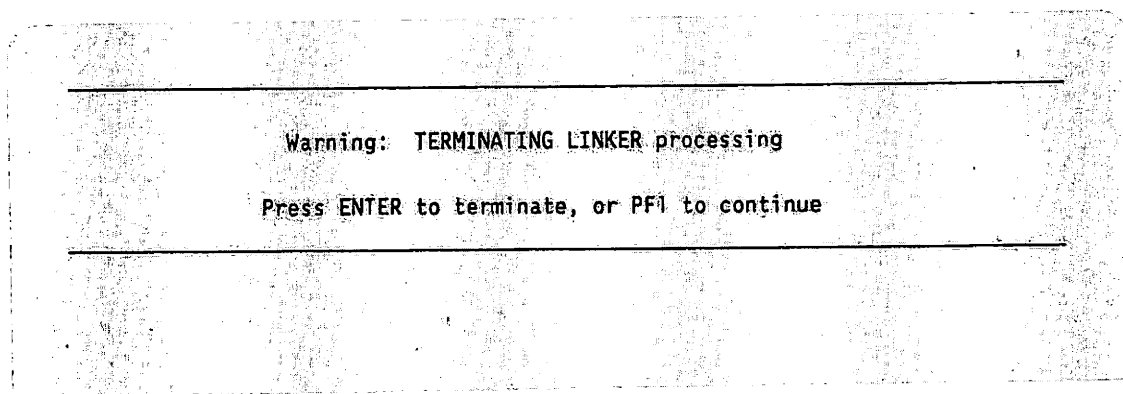 Warning: TERMINATING LINKER processing
Press ENTER to terminate, or PF1 to continue